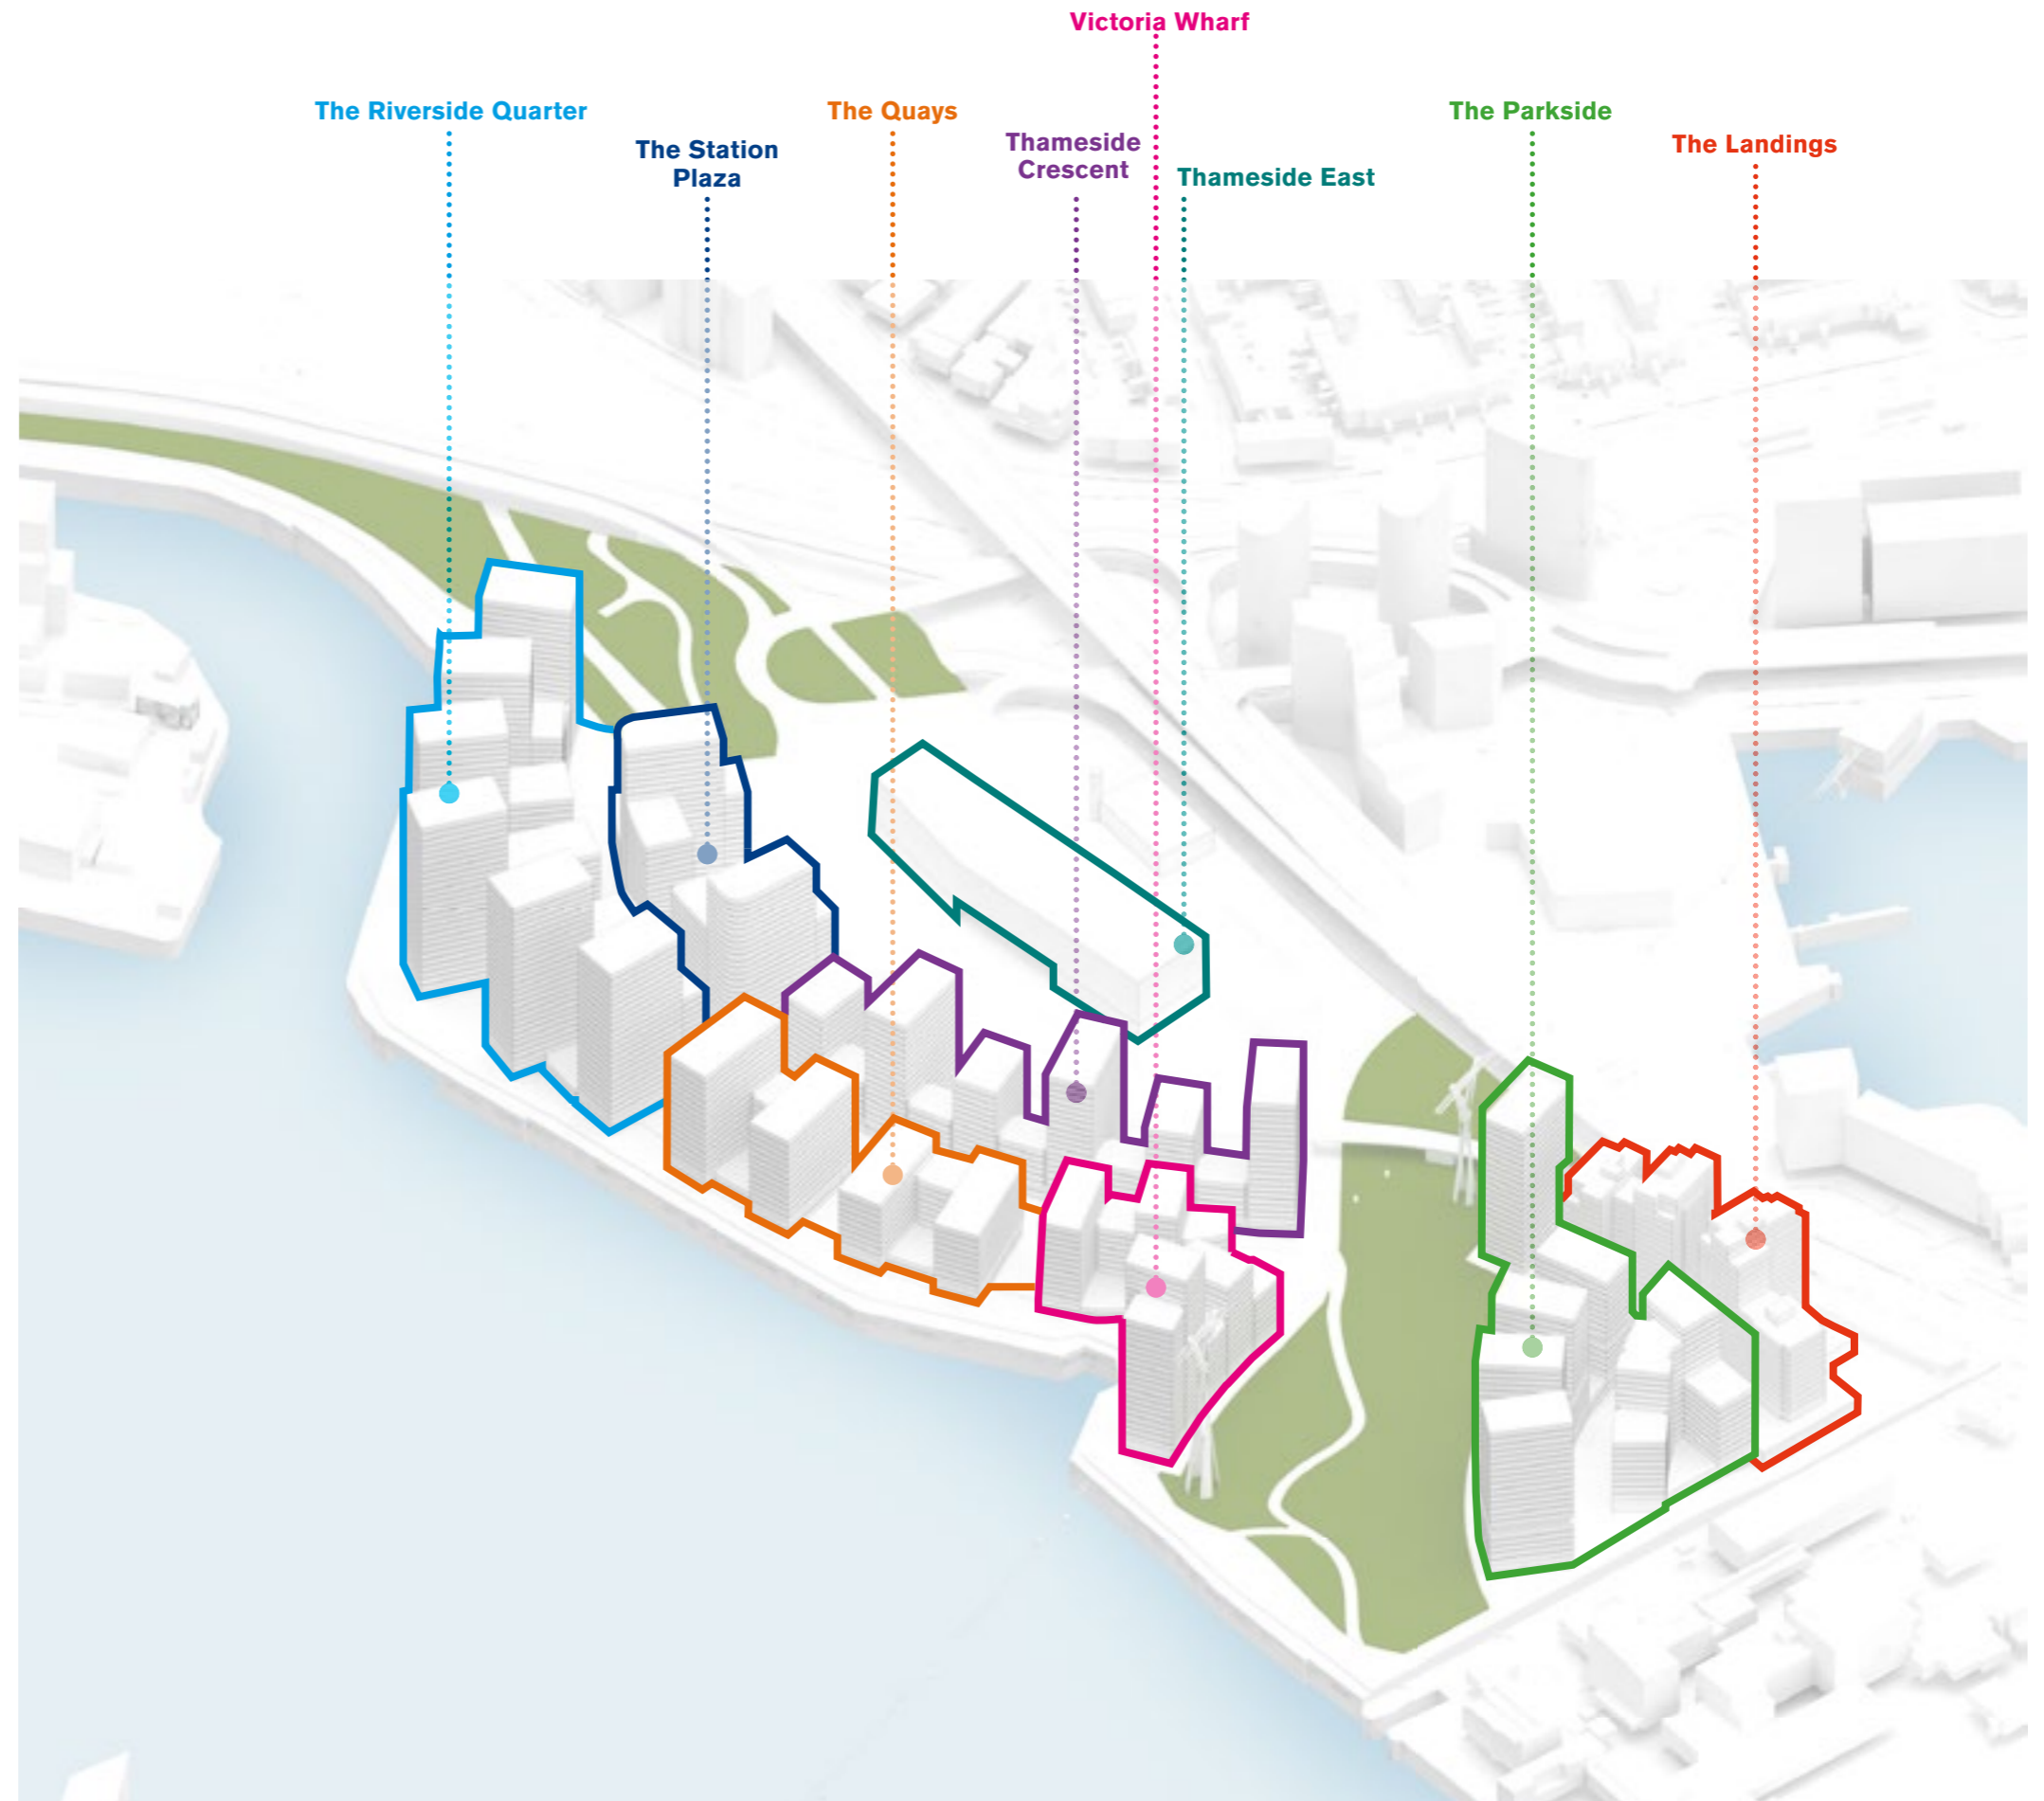 Victoria Wharf
The Riverside Quarter
The Quays
The Parkside
Thameside
Crescent
The Landings
The Station
Plaza
Thameside East